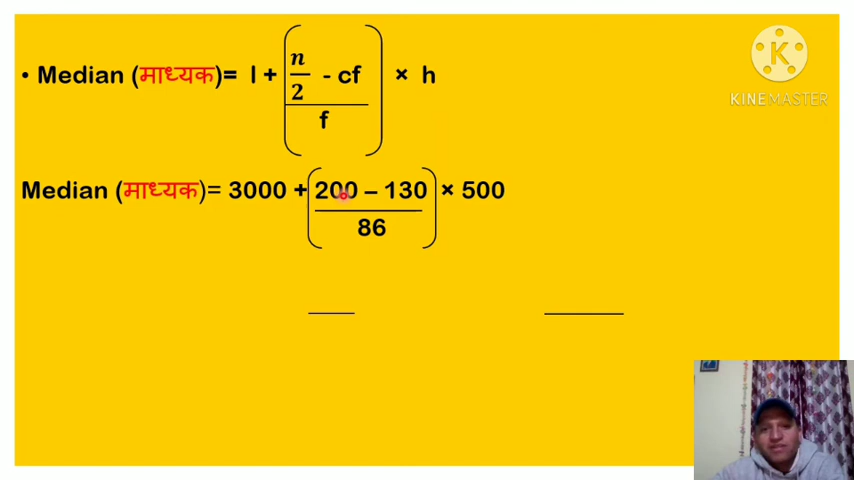 • Median (माध्यक)= l + (n/2 - cf / f) × h
Median (माध्यक)= 3000 + (200 – 130 / 86) × 500
KINEMASTER